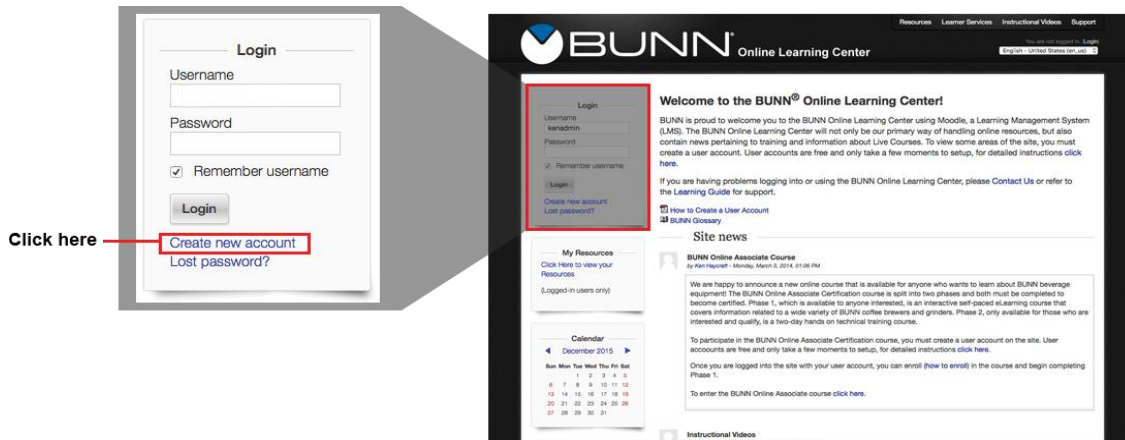 Login
Username
Password
Remember username
Login
Click here
Create new account
Lost password?
Resources Learner Services Instructional Videos Support
BUNN® Online Learning Center
You are not logged in. (Login)
English - United States (en_us)
Login
Username
kenadmin
Password
Remember username
Login
Create new account
Lost password?
My Resources
Click Here to view your
Resources
(Logged-in users only)
Calendar
December 2015
Sun Mon Tue Wed Thu Fri Sat
1 2 3 4 5
6 7 8 9 10 11 12
13 14 15 16 17 18 19
20 21 22 23 24 25 26
27 28 29 30 31
Welcome to the BUNN® Online Learning Center!
BUNN is proud to welcome you to the BUNN Online Learning Center using Moodle, a Learning Management System
(LMS). The BUNN Online Learning Center will not only be our primary way of handling online resources, but also
contain news pertaining to training and information about Live Courses. To view some areas of the site, you must
create a user account. User accounts are free and only take a few moments to setup, for detailed instructions click
here.
If you are having problems logging into or using the BUNN Online Learning Center, please Contact Us or refer to
the Learning Guide for support.
How to Create a User Account
BUNN Glossary
Site news
BUNN Online Associate Course
by Ken Haycraft - Monday, March 3, 2014, 01:06 PM
We are happy to announce a new online course that is available for anyone who wants to learn about BUNN beverage
equipment! The BUNN Online Associate Certification course is split into two phases and both must be completed to
become certified. Phase 1, which is available to anyone interested, is an interactive self-paced eLearning course that
covers information related to a wide variety of BUNN coffee brewers and grinders. Phase 2, only available for those who are
interested and qualify, is a two-day hands on technical training course.
To participate in the BUNN Online Associate Certification course, you must create a user account on the site. User
accoounts are free and only take a few moments to setup, for detailed instructions click here.
Once you are logged into the site with your user account, you can enroll (how to enroll) in the course and begin completing
Phase 1.
To enter the BUNN Online Associate course click here.
Instructional Videos